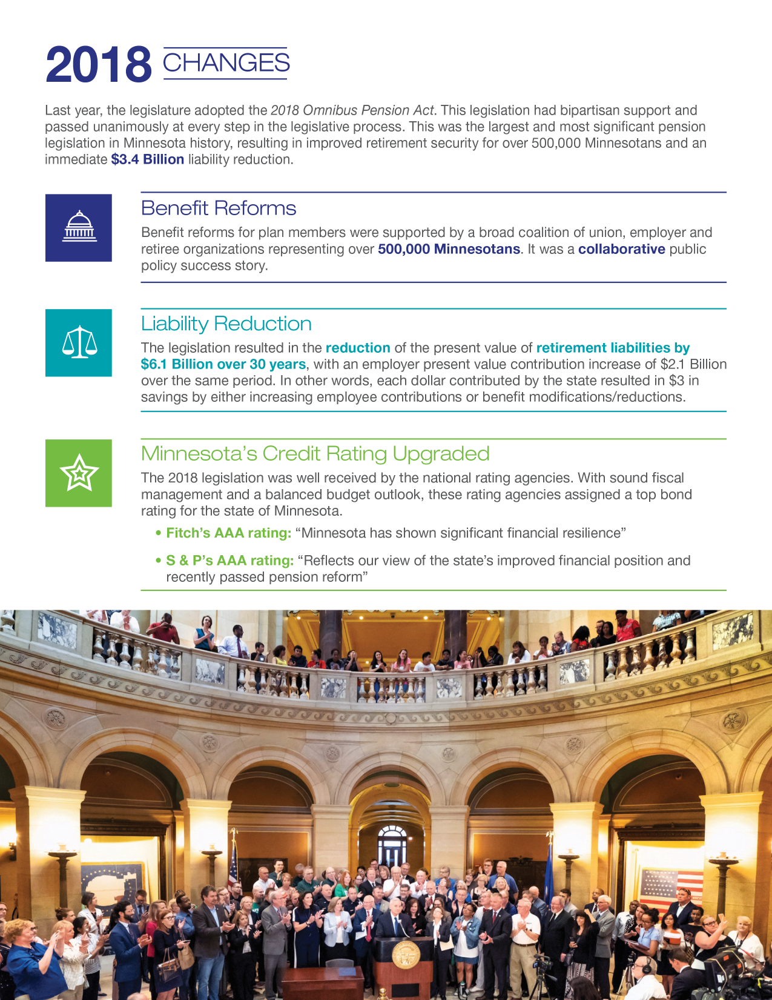 2018 CHANGES
Last year, the legislature adopted the 2018 Omnibus Pension Act. This legislation had bipartisan support and
passed unanimously at every step in the legislative process. This was the largest and most significant pension
legislation in Minnesota history, resulting in improved retirement security for over 500,000 Minnesotans and an
immediate $3.4 Billion liability reduction.
Benefit Reforms
Benefit reforms for plan members were supported by a broad coalition of union, employer and
retiree organizations representing over 500,000 Minnesotans. It was a collaborative public
policy success story.
Liability Reduction
The legislation resulted in the reduction of the present value of retirement liabilities by
$6.1 Billion over 30 years, with an employer present value contribution increase of $2.1 Billion
over the same period. In other words, each dollar contributed by the state resulted in $3 in
savings by either increasing employee contributions or benefit modifications/reductions.
Minnesota’s Credit Rating Upgraded
The 2018 legislation was well received by the national rating agencies. With sound fiscal
management and a balanced budget outlook, these rating agencies assigned a top bond
rating for the state of Minnesota.
• Fitch’s AAA rating: “Minnesota has shown significant financial resilience”
• S & P’s AAA rating: “Reflects our view of the state’s improved financial position and
recently passed pension reform”